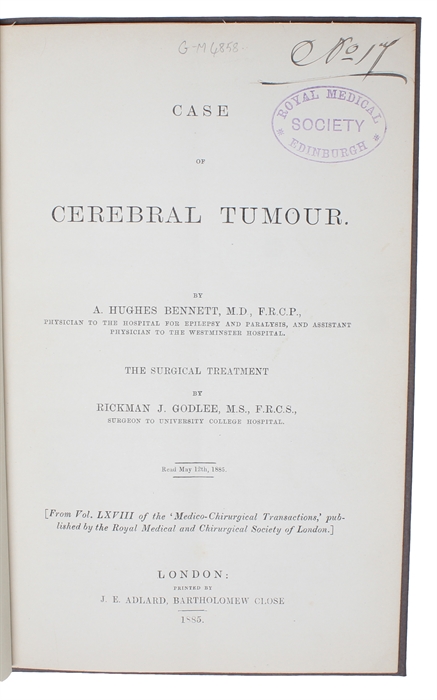 G-M 4858.
No 17
ROYAL MEDICAL
SOCIETY
EDINBURGH
CASE
OF
CEREBRAL TUMOUR.
BY
A. HUGHES BENNETT, M.D., F.R.C.P.,
PHYSICIAN TO THE HOSPITAL FOR EPILEPSY AND PARALYSIS, AND ASSISTANT
PHYSICIAN TO THE WESTMINSTER HOSPITAL.
THE SURGICAL TREATMENT
BY
RICKMAN J. GODLEE, M.S., F.R.C.S.,
SURGEON TO UNIVERSITY COLLEGE HOSPITAL.
Read May 12th, 1885.
[From Vol. LXVIII of the ‘Medico-Chirurgical Transactions,’ pub-
lished by the Royal Medical and Chirurgical Society of London.]
LONDON:
PRINTED BY
J. E. ADLARD, BARTHOLOMEW CLOSE
1885.